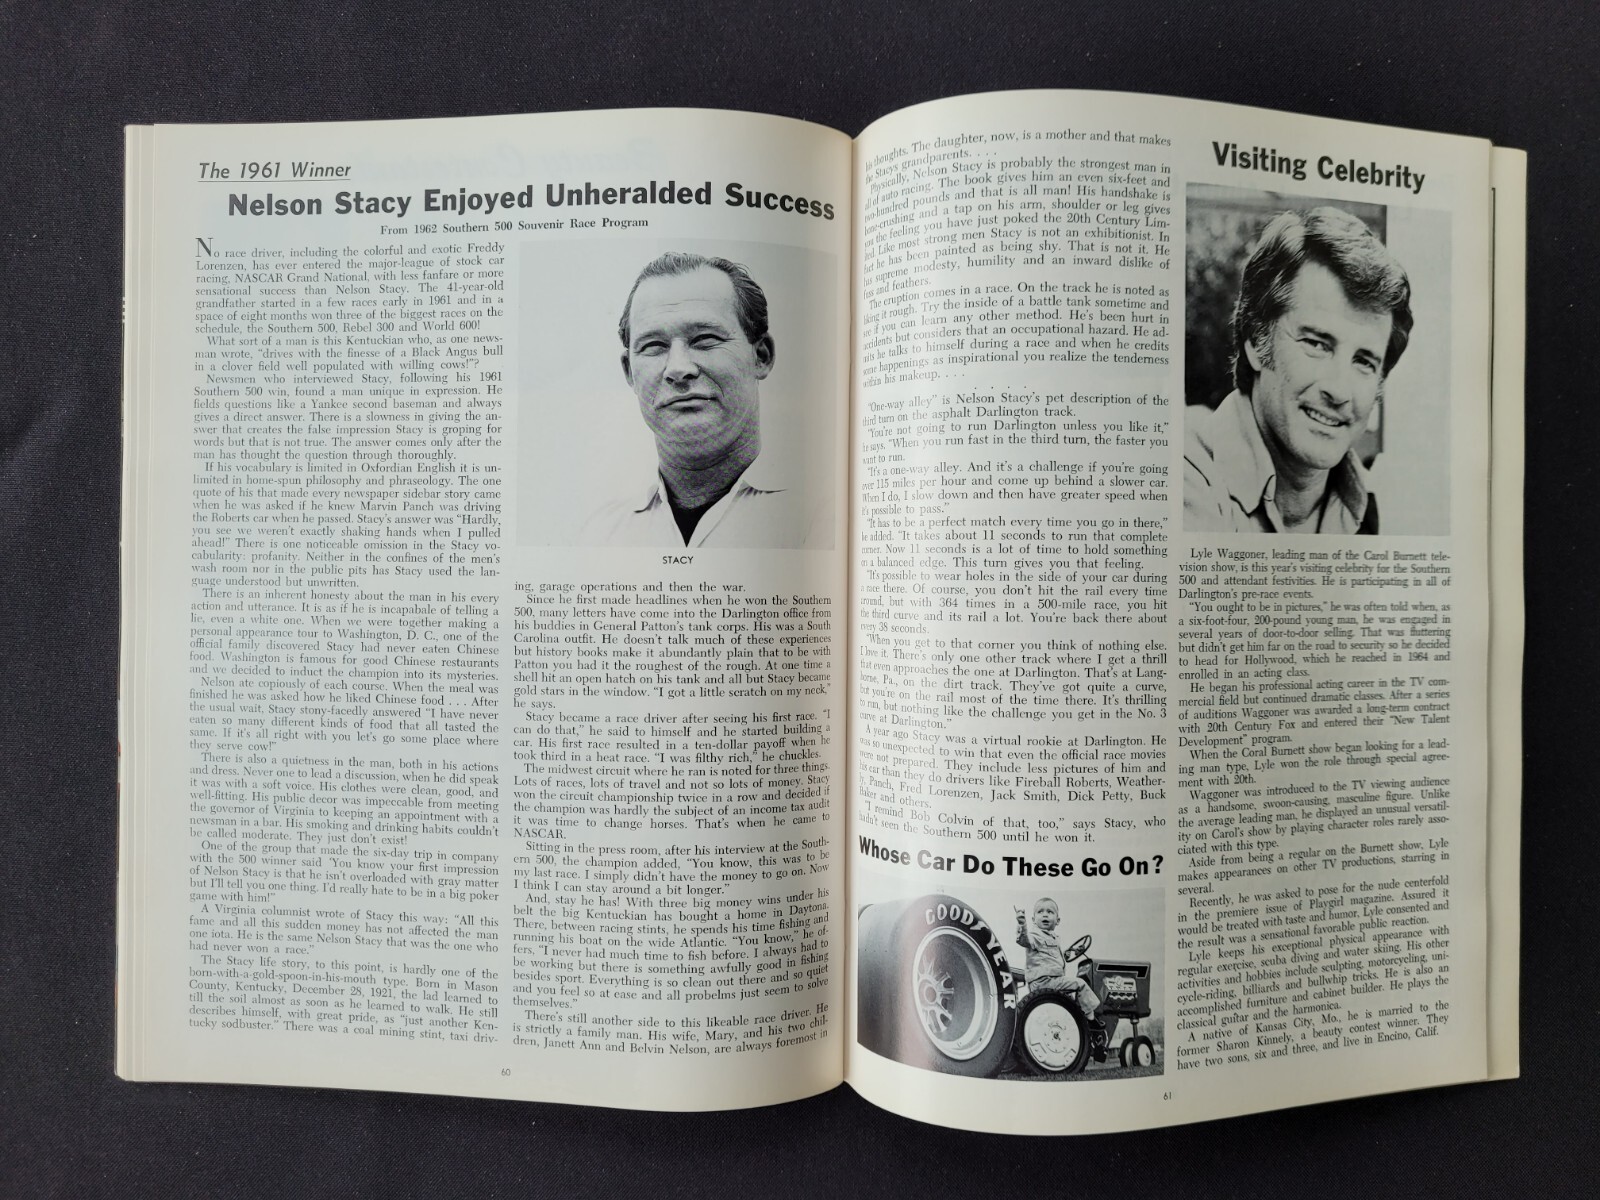 The 1961 Winner
Nelson Stacy Enjoyed Unheralded Success
From 1962 Southern 500 Souvenir Race Program
No race driver, including the colorful and exotic Freddy
Lorenzen, has ever entered the major-league of stock car
racing, NASCAR Grand National, with less fanfare or more
sensational success than Nelson Stacy. The 41-year-old
grandfather started in a few races early in 1961 and in a
space of eight months won three of the biggest races on the
schedule, the Southern 500, Rebel 300 and World 600!
What sort of a man is this Kentuckian who, as one news-
man wrote, "drives with the finesse of a Black Angus bull
in a clover field well populated with willing cows!"?
Newsmen who interviewed Stacy, following his 1961
Southern 500 win, found a man unique in expression. He
fields questions like a Yankee second baseman and always
gives a direct answer. There is a slowness in giving the an-
swer that creates the false impression Stacy is groping for
words but that is not true. The answer comes only after the
man has thought the question through thoroughly.
If his vocabulary is limited in Oxfordian English it is un-
limited in home-spun philosophy and phraseology. The one
quote of his that made every newspaper sidebar story came
when he was asked if he knew Marvin Panch was driving
the Roberts car when he passed. Stacy's answer was "Hardly,
you see we weren't exactly shaking hands when I pulled
ahead!" There is one noticeable omission in the Stacy vo-
cabularity: profanity. Neither in the confines of the men's
wash room nor in the public pits has Stacy used the lan-
guage understood but unwritten.
There is an inherent honesty about the man in his every
action and utterance. It is as if he is incapabale of telling a
lie, even a white one. When we were together making a
personal appearance tour to Washington, D. C., one of the
official family discovered Stacy had never eaten Chinese
food. Washington is famous for good Chinese restaurants
and we decided to induct the champion into its mysteries.
Nelson ate copiously of each course. When the meal was
finished he was asked how he liked Chinese food . . . After
the usual wait, Stacy stony-facedly answered "I have never
eaten so many different kinds of food that all tasted the
same. If it's all right with you let's go some place where
they serve cow!"
There is also a quietness in the man, both in his actions
and dress. Never one to lead a discussion, when he did speak
it was with a soft voice. His clothes were clean, good, and
well-fitting. His public decor was impeccable from meeting
the governor of Virginia to keeping an appointment with a
newsman in a bar. His smoking and drinking habits couldn't
be called moderate. They just don't exist!
One of the group that made the six-day trip in company
with the 500 winner said 'You know your first impression
of Nelson Stacy is that he isn't overloaded with gray matter
but I'll tell you one thing. I'd really hate to be in a big poker
game with him!"
A Virginia columnist wrote of Stacy this way: "All this
fame and all this sudden money has not affected the man
one iota. He is the same Nelson Stacy that was the one who
had never won a race."
The Stacy life story, to this point, is hardly one of the
born-with-a-gold-spoon-in-his-mouth type. Born in Mason
County, Kentucky, December 28, 1921, the lad learned to
till the soil almost as soon as he learned to walk. He still
describes himself, with great pride, as "just another Ken-
tucky sodbuster." There was a coal mining stint, taxi driv-
STACY
ing, garage operations and then the war.
Since he first made headlines when he won the Southern
500, many letters have come into the Darlington office from
his buddies in General Patton's tank corps. His was a South
Carolina outfit. He doesn't talk much of these experiences
but history books make it abundantly plain that to be with
Patton you had it the roughest of the rough. At one time a
shell hit an open hatch on his tank and all but Stacy became
gold stars in the window. "I got a little scratch on my neck,"
he says.
Stacy became a race driver after seeing his first race. "I
can do that," he said to himself and he started building a
car. His first race resulted in a ten-dollar payoff when he
took third in a heat race. "I was filthy rich," he chuckles.
The midwest circuit where he ran is noted for three things.
Lots of races, lots of travel and not so lots of money. Stacy
won the circuit championship twice in a row and decided if
the champion was hardly the subject of an income tax audit
it was time to change horses. That's when he came to
NASCAR.
Sitting in the press room, after his interview at the South-
ern 500, the champion added, "You know, this was to be
my last race. I simply didn't have the money to go on. Now
I think I can stay around a bit longer."
And, stay he has! With three big money wins under his
belt the big Kentuckian has bought a home in Daytona.
There, between racing stints, he spends his time fishing and
running his boat on the wide Atlantic. "You know," he of-
fers, "I never had much time to fish before. I always had to
be working but there is something awfully good in fishing
besides sport. Everything is so clean out there and so quiet
and you feel so at ease and all probelms just seem to solve
themselves."
There's still another side to this likeable race driver. He
is strictly a family man. His wife, Mary, and his two chil-
dren, Janett Ann and Belvin Nelson, are always foremost in
60
his thoughts. The daughter, now, is a mother and that makes
the Stacys grandparents. . . .
Physically, Nelson Stacy is probably the strongest man in
all of auto racing. The book gives him an even six-feet and
two-hundred pounds and that is all man! His handshake is
bone-crushing and a tap on his arm, shoulder or leg gives
you the feeling you have just poked the 20th Century Lim-
ited. Like most strong men Stacy is not an exhibitionist. In
fact he has been painted as being shy. That is not it. He
has supreme modesty, humility and an inward dislike of
fuss and feathers.
The eruption comes in a race. On the track he is noted as
liking it rough. Try the inside of a battle tank sometime and
see if you can learn any other method. He's been hurt in
accidents but considers that an occupational hazard. He ad-
mits he talks to himself during a race and when he credits
some happenings as inspirational you realize the tenderness
within his makeup. . . .
. . . .
"One-way alley" is Nelson Stacy's pet description of the
third turn on the asphalt Darlington track.
"You're not going to run Darlington unless you like it,"
he says. "When you run fast in the third turn, the faster you
want to run.
"It's a one-way alley. And it's a challenge if you're going
over 115 miles per hour and come up behind a slower car.
When I do, I slow down and then have greater speed when
it's possible to pass."
"It has to be a perfect match every time you go in there,"
he added. "It takes about 11 seconds to run that complete
corner. Now 11 seconds is a lot of time to hold something
on a balanced edge. This turn gives you that feeling.
"It's possible to wear holes in the side of your car during
a race there. Of course, you don't hit the rail every time
around, but with 364 times in a 500-mile race, you hit
the third curve and its rail a lot. You're back there about
every 38 seconds.
"When you get to that corner you think of nothing else.
I love it. There's only one other track where I get a thrill
that even approaches the one at Darlington. That's at Lang-
horne, Pa., on the dirt track. They've got quite a curve,
but you're on the rail most of the time there. It's thrilling
to run, but nothing like the challenge you get in the No. 3
curve at Darlington."
A year ago Stacy was a virtual rookie at Darlington. He
was so unexpected to win that even the official race movies
were not prepared. They include less pictures of him and
his car than they do drivers like Fireball Roberts, Weather-
ly, Panch, Fred Lorenzen, Jack Smith, Dick Petty, Buck
Baker and others.
"I remind Bob Colvin of that, too," says Stacy, who
hadn't seen the Southern 500 until he won it.
Whose Car Do These Go On?
GOODYEAR
Visiting Celebrity
Lyle Waggoner, leading man of the Carol Burnett tele-
vision show, is this year's visiting celebrity for the Southern
500 and attendant festivities. He is participating in all of
Darlington's pre-race events.
"You ought to be in pictures," he was often told when, as
a six-foot-four, 200-pound young man, he was engaged in
several years of door-to-door selling. That was fluttering
but didn't get him far on the road to security so he decided
to head for Hollywood, which he reached in 1964 and
enrolled in an acting class.
He began his professional acting career in the TV com-
mercial field but continued dramatic classes. After a series
of auditions Waggoner was awarded a long-term contract
with 20th Century Fox and entered their "New Talent
Development" program.
When the Coral Burnett show began looking for a lead-
ing man type, Lyle won the role through special agree-
ment with 20th.
Waggoner was introduced to the TV viewing audience
as a handsome, swoon-causing, masculine figure. Unlike
the average leading man, he displayed an unusual versatil-
ity on Carol's show by playing character roles rarely asso-
ciated with this type.
Aside from being a regular on the Burnett show, Lyle
makes appearances on other TV productions, starring in
several.
Recently, he was asked to pose for the nude centerfold
in the premiere issue of Playgirl magazine. Assured it
would be treated with taste and humor, Lyle consented and
the result was a sensational favorable public reaction.
Lyle keeps his exceptional physical appearance with
regular exercise, scuba diving and water skiing. His other
activities and hobbies include sculpting, motorcycling, uni-
cycle-riding, billiards and bullwhip tricks. He is also an
accomplished furniture and cabinet builder. He plays the
classical guitar and the harmonica.
A native of Kansas City, Mo., he is married to the
former Sharon Kinnely, a beauty contest winner. They
have two sons, six and three, and live in Encino, Calif.
61